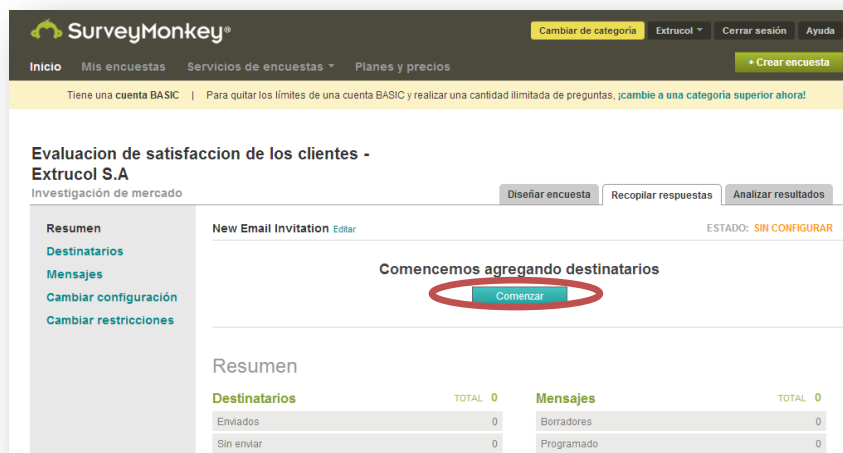 SurveyMonkey®
Cambiar de categoría Extrucol Cerrar sesión Ayuda
Inicio Mis encuestas Servicios de encuestas Planes y precios
+ Crear encuesta
Tiene una cuenta BASIC | Para quitar los límites de una cuenta BASIC y realizar una cantidad ilimitada de preguntas, ¡cambie a una categoría superior ahora!
Evaluacion de satisfaccion de los clientes -
Extrucol S.A
Investigación de mercado
Diseñar encuesta Recopilar respuestas Analizar resultados
Resumen
Destinatarios
Mensajes
Cambiar configuración
Cambiar restricciones
New Email Invitation Editar
ESTADO: SIN CONFIGURAR
Comencemos agregando destinatarios
Comenzar
Resumen
Destinatarios TOTAL 0
Enviados 0
Sin enviar 0
Mensajes TOTAL 0
Borradores 0
Programado 0